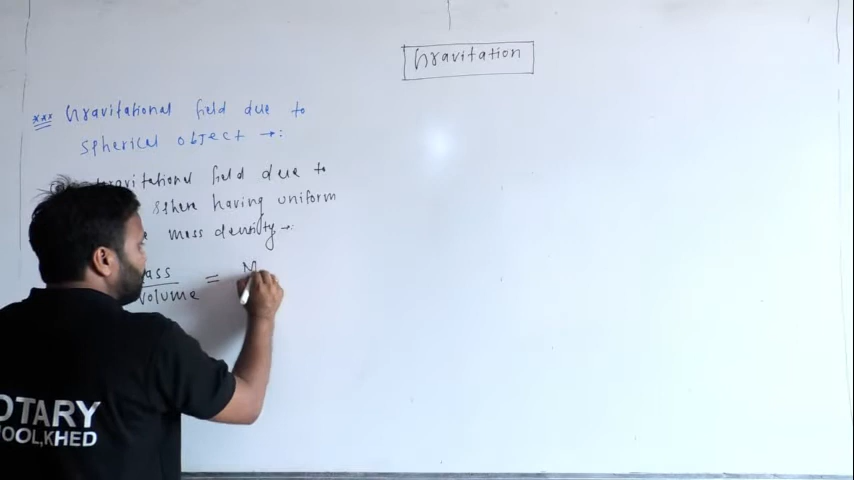 Gravitation
*** Gravitational field due to
spherical object →:
Gravitational field due to
sphere having uniform
mass density →:
ass
volume = M
OTARY
OOL,KHED